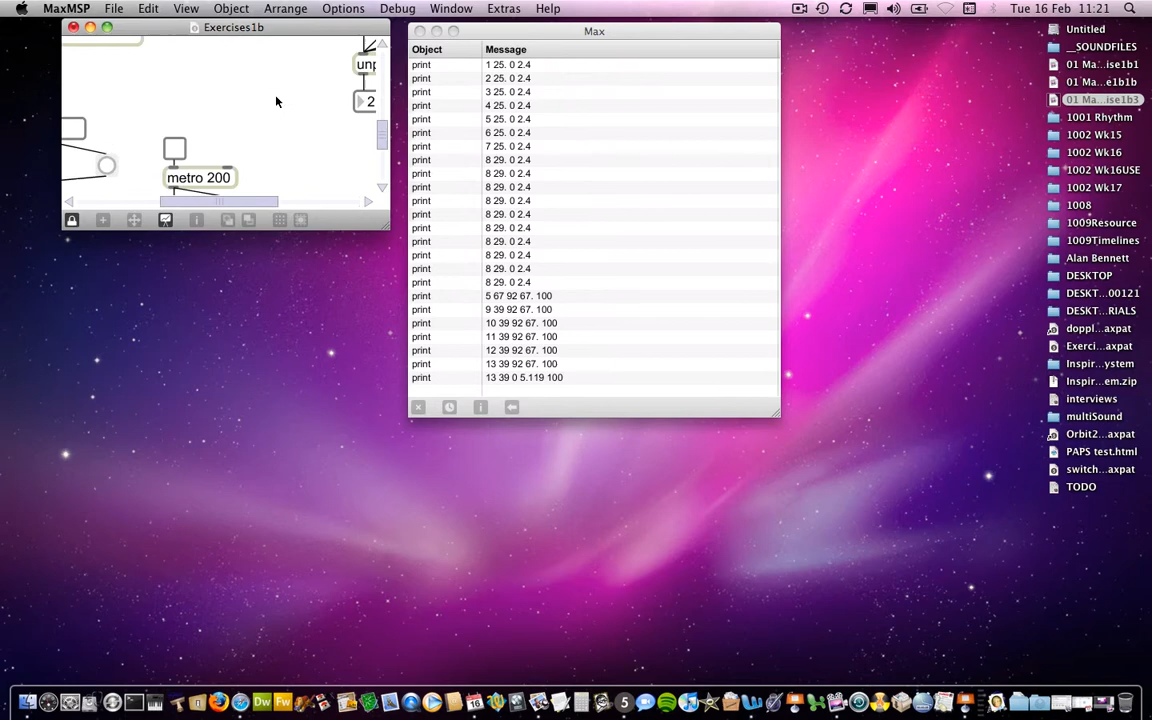 MaxMSP File Edit View Object Arrange Options Debug Window Extras Help Tue 16 Feb 11:21
Exercises1b
unp
2
metro 200
Max
Object Message
print 1 25. 0 2.4
print 2 25. 0 2.4
print 3 25. 0 2.4
print 4 25. 0 2.4
print 5 25. 0 2.4
print 6 25. 0 2.4
print 7 25. 0 2.4
print 8 29. 0 2.4
print 8 29. 0 2.4
print 8 29. 0 2.4
print 8 29. 0 2.4
print 8 29. 0 2.4
print 8 29. 0 2.4
print 8 29. 0 2.4
print 8 29. 0 2.4
print 8 29. 0 2.4
print 8 29. 0 2.4
print 5 67 92 67. 100
print 9 39 92 67. 100
print 10 39 92 67. 100
print 11 39 92 67. 100
print 12 39 92 67. 100
print 13 39 92 67. 100
print 13 39 0 5.119 100
Untitled
__SOUNDFILES
01 Ma...ise1b1
01 Ma...e1b1b
01 Ma...ise1b3
1001 Rhythm
1002 Wk15
1002 Wk16
1002 Wk16USE
1002 Wk17
1008
1009Resource
1009Timelines
Alan Bennett
DESKTOP
DESKT...00121
DESKT...RIALS
doppl...axpat
Exerci...axpat
Inspir...ystem
Inspir...em.zip
interviews
multiSound
Orbit2...axpat
PAPS test.html
switch...axpat
TODO